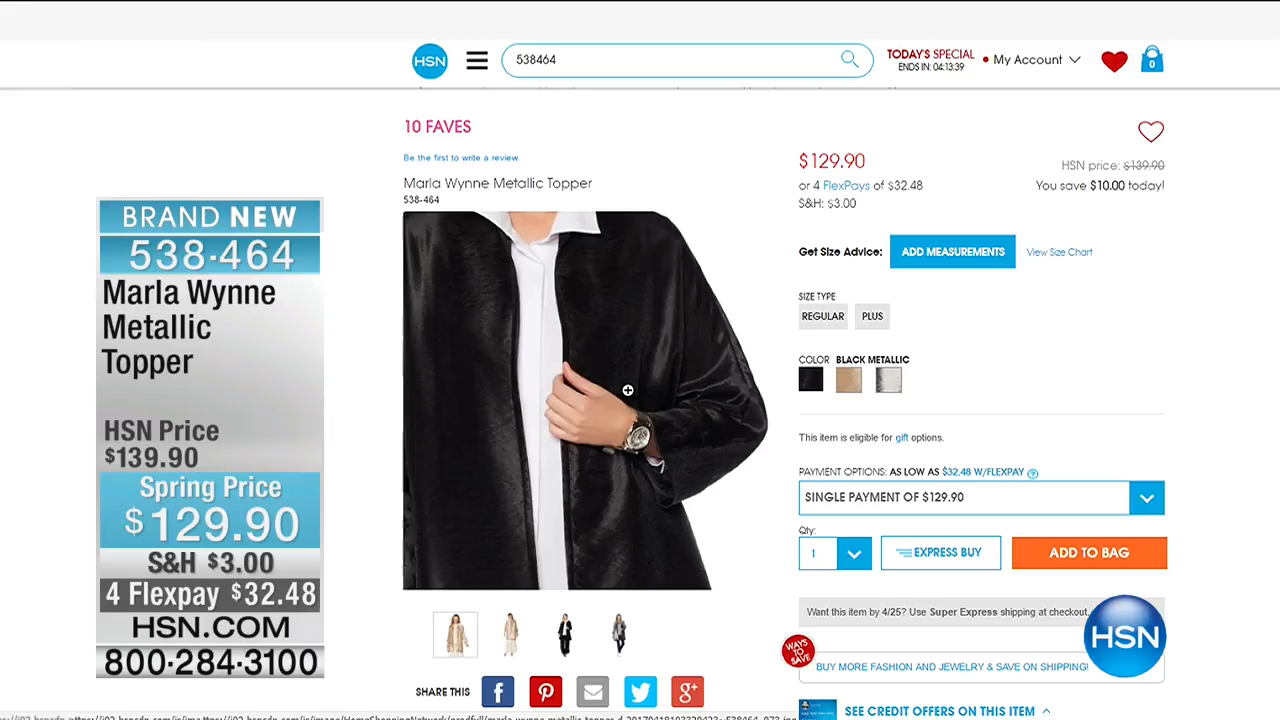 HSN
538464
TODAY'S SPECIAL
ENDS IN: 04:13:39
My Account
0
10 FAVES
Be the first to write a review
Marla Wynne Metallic Topper
538-464
$129.90
HSN price: $139.90
or 4 FlexPays of $32.48
You save $10.00 today!
S&H: $3.00
Get Size Advice:
ADD MEASUREMENTS
View Size Chart
SIZE TYPE
REGULAR
PLUS
COLOR BLACK METALLIC
This item is eligible for gift options.
PAYMENT OPTIONS: AS LOW AS $32.48 W/FLEXPAY ?
SINGLE PAYMENT OF $129.90
Qty:
1
EXPRESS BUY
ADD TO BAG
Want this item by 4/25? Use Super Express shipping at checkout.
WAYS TO SAVE
BUY MORE FASHION AND JEWELRY & SAVE ON SHIPPING!
SEE CREDIT OFFERS ON THIS ITEM
SHARE THIS
BRAND NEW
538-464
Marla Wynne
Metallic
Topper
HSN Price
$139.90
Spring Price
$129.90
S&H $3.00
4 Flexpay $32.48
HSN.COM
800-284-3100
HSN